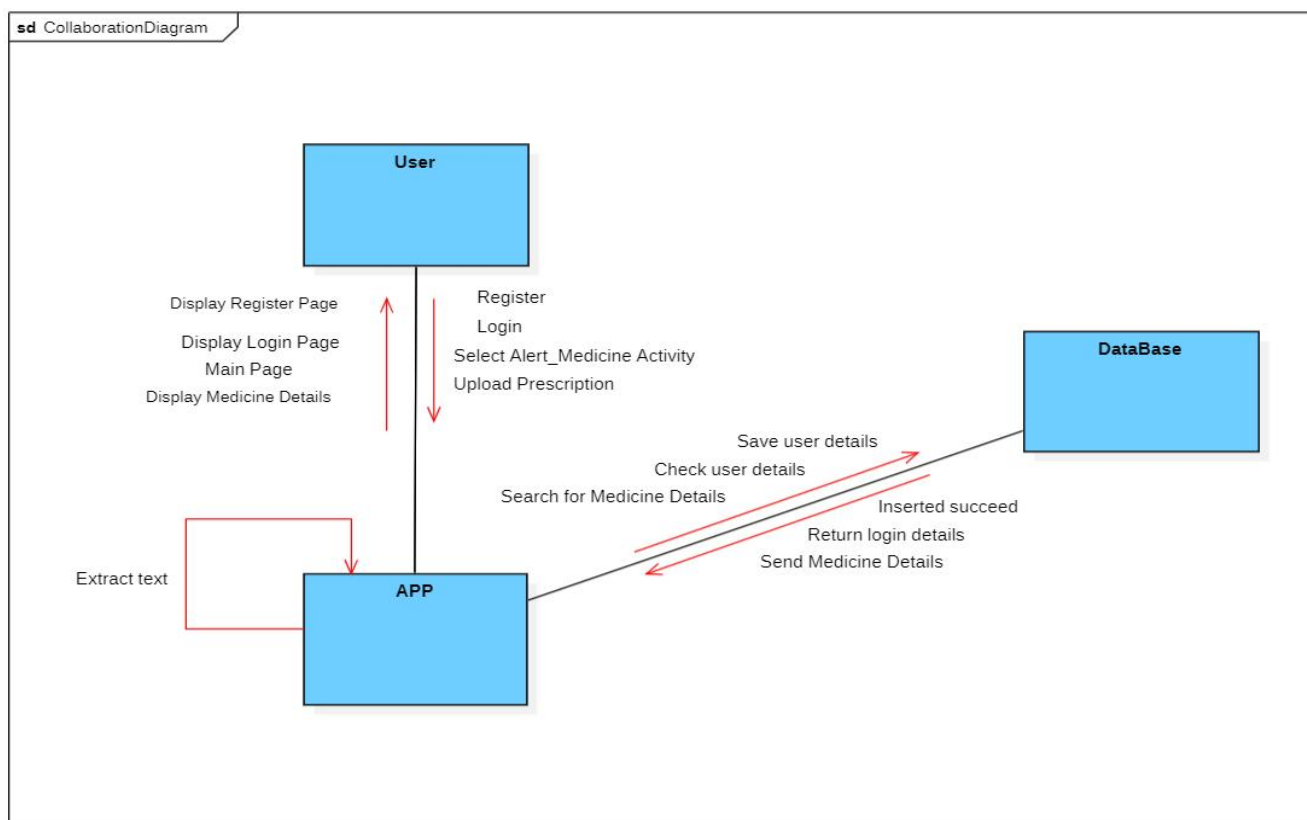 sd CollaborationDiagram
User
Display Register Page
Display Login Page
Main Page
Display Medicine Details
Register
Login
Select Alert_Medicine Activity
Upload Prescription
DataBase
Save user details
Check user details
Search for Medicine Details
Inserted succeed
Return login details
Send Medicine Details
Extract text
APP